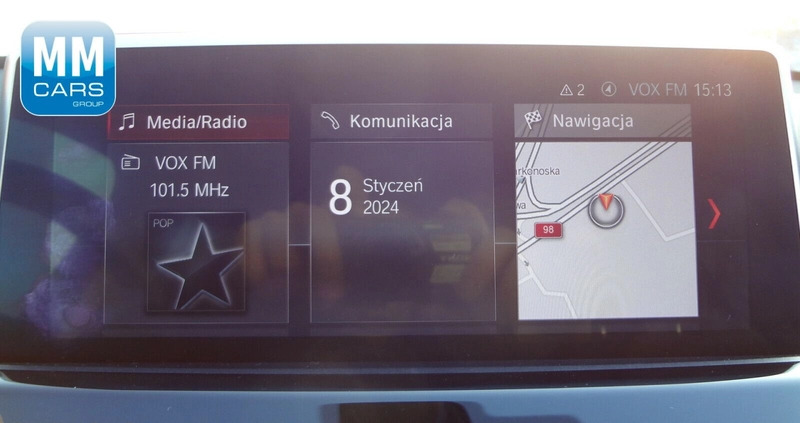 MM
CARS
GROUP
2 VOX FM 15:13
Media/Radio
VOX FM
101.5 MHz
POP
Komunikacja
8 Styczeń
2024
Nawigacja
98